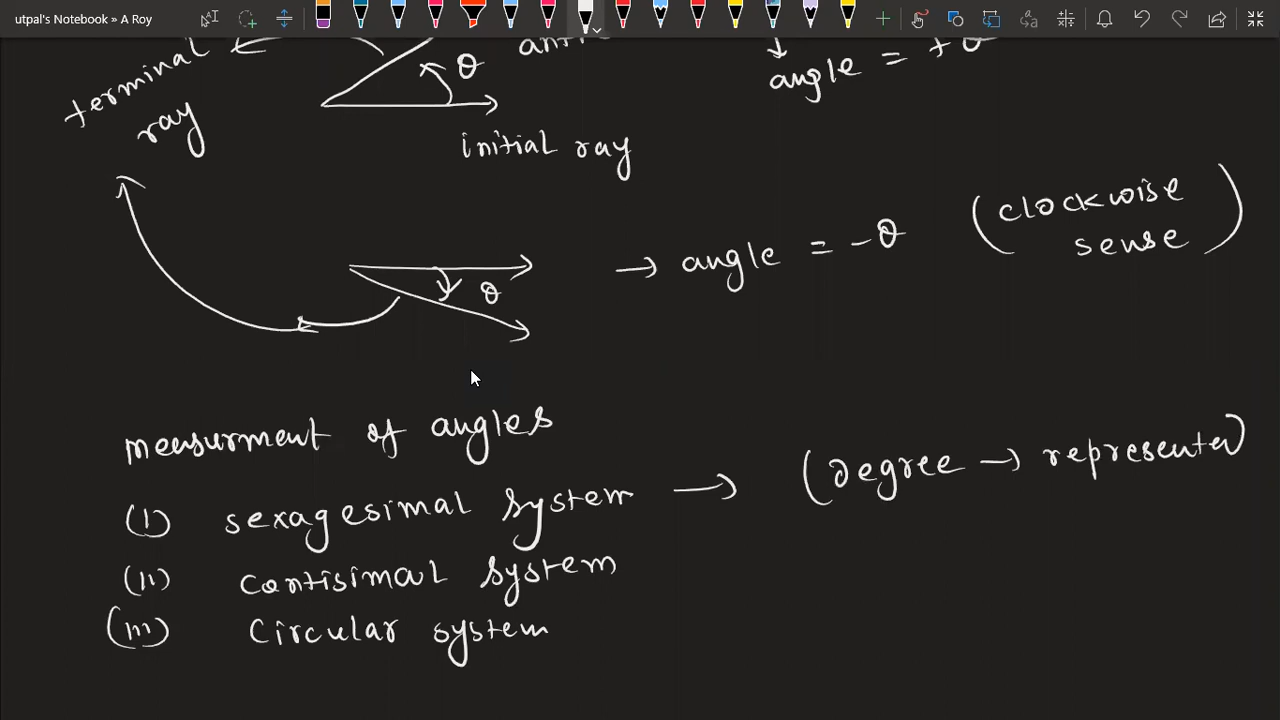 utpal's Notebook » A Roy
terminal
ray
θ
angle = +θ
initial ray
θ
→ angle = -θ
(clockwise
sense)
measurment of angles
(I) sexagesimal system → (degree → represented
(II) contisimal system
(III) Circular system